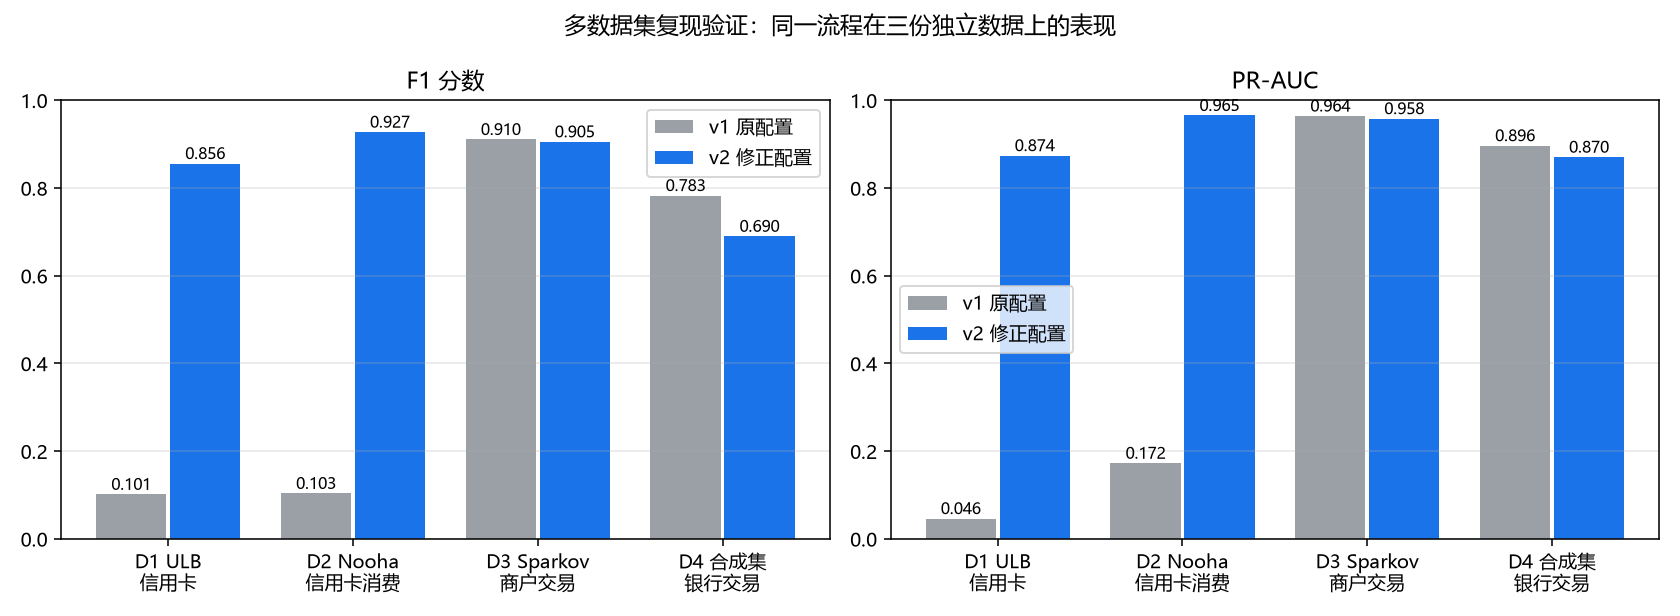 多数据集复现验证：同一流程在三份独立数据上的表现
F1 分数
1.0
0.8
0.6
0.4
0.2
0.0
0.101
0.856
0.103
0.927
0.910
0.905
0.783
0.690
v1 原配置
v2 修正配置
D1 ULB
信用卡
D2 Nooha
信用卡消费
D3 Sparkov
商户交易
D4 合成集
银行交易
PR-AUC
1.0
0.8
0.6
0.4
0.2
0.0
0.046
0.874
0.172
0.965
0.964
0.958
0.896
0.870
v1 原配置
v2 修正配置
D1 ULB
信用卡
D2 Nooha
信用卡消费
D3 Sparkov
商户交易
D4 合成集
银行交易